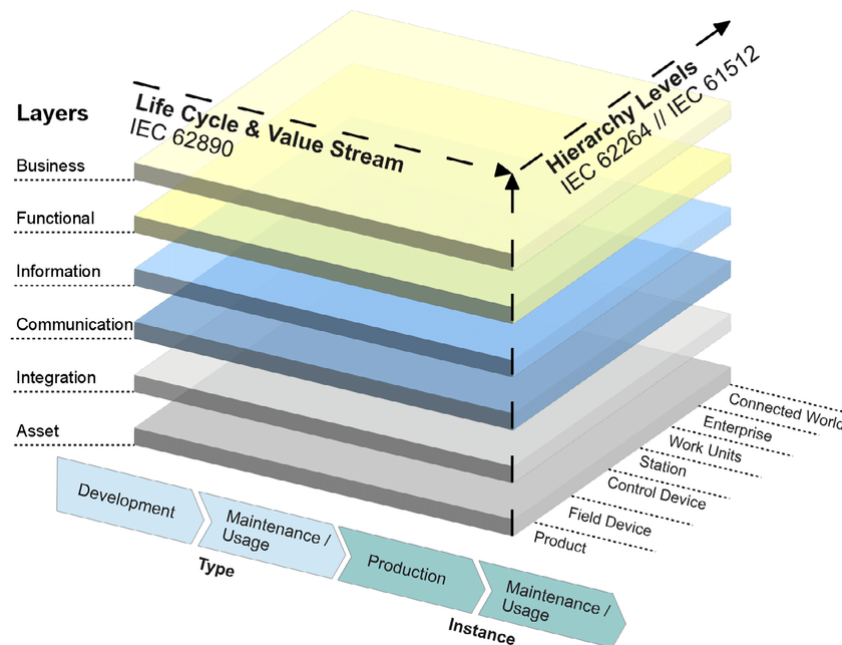 Layers
Life Cycle & Value Stream
IEC 62890
Hierarchy Levels
IEC 62264 // IEC 61512
Business
Functional
Information
Communication
Integration
Asset
Connected World
Enterprise
Work Units
Station
Control Device
Field Device
Product
Development
Maintenance /
Usage
Type
Production
Maintenance /
Usage
Instance